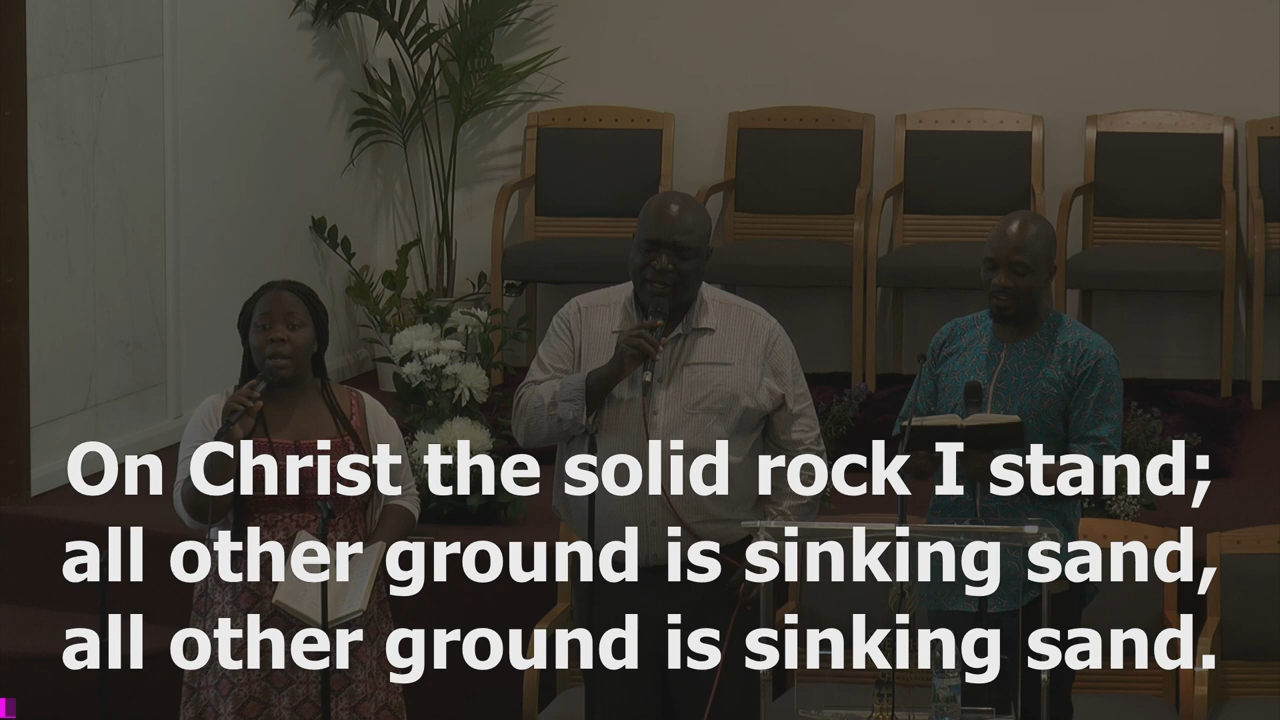 On Christ the solid rock I stand;
all other ground is sinking sand,
all other ground is sinking sand.